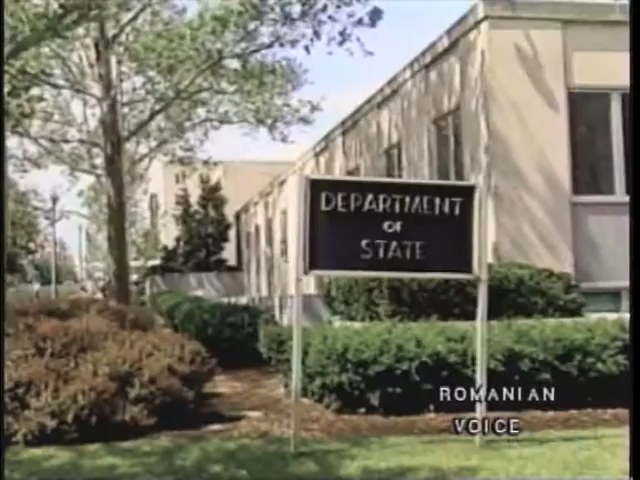 DEPARTMENT
OF
STATE
ROMANIAN
VOICE